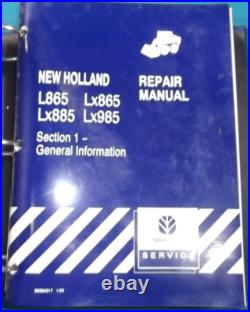 NEW HOLLAND
REPAIR
MANUAL
L865 Lx865
Lx885 Lx985
Section 1 –
General Information
SERVICE